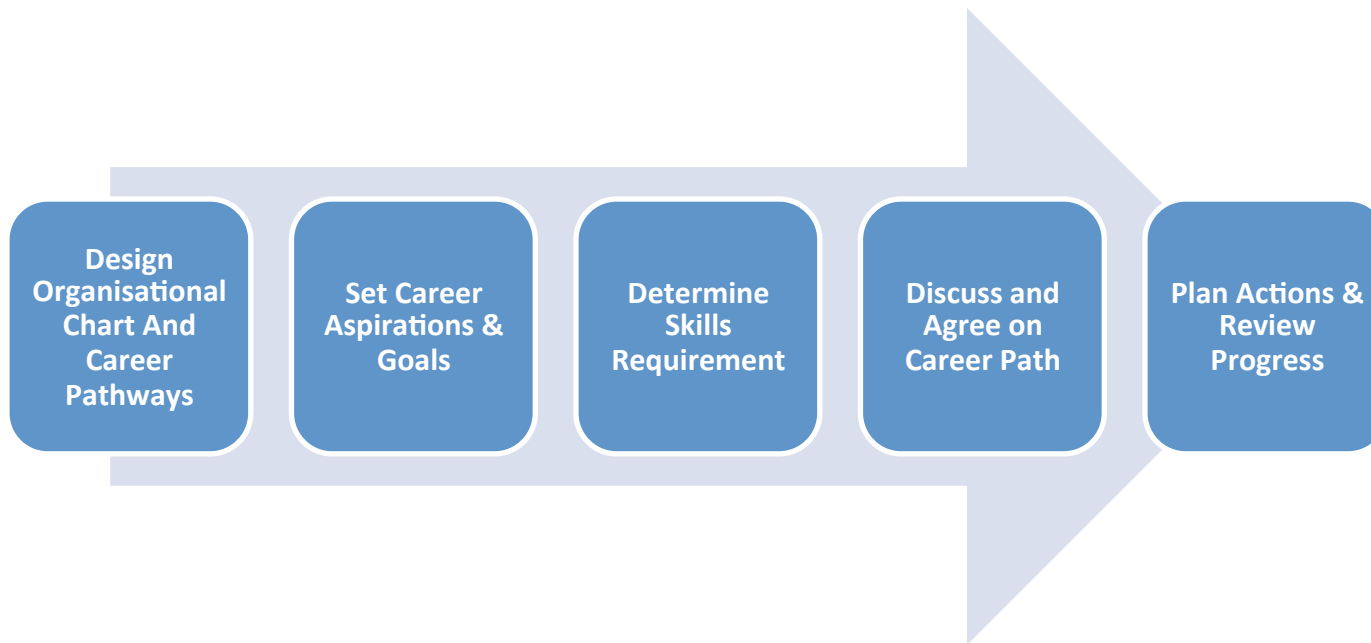 Design
Organisational
Chart And
Career
Pathways
Set Career
Aspirations &
Goals
Determine
Skills
Requirement
Discuss and
Agree on
Career Path
Plan Actions &
Review
Progress